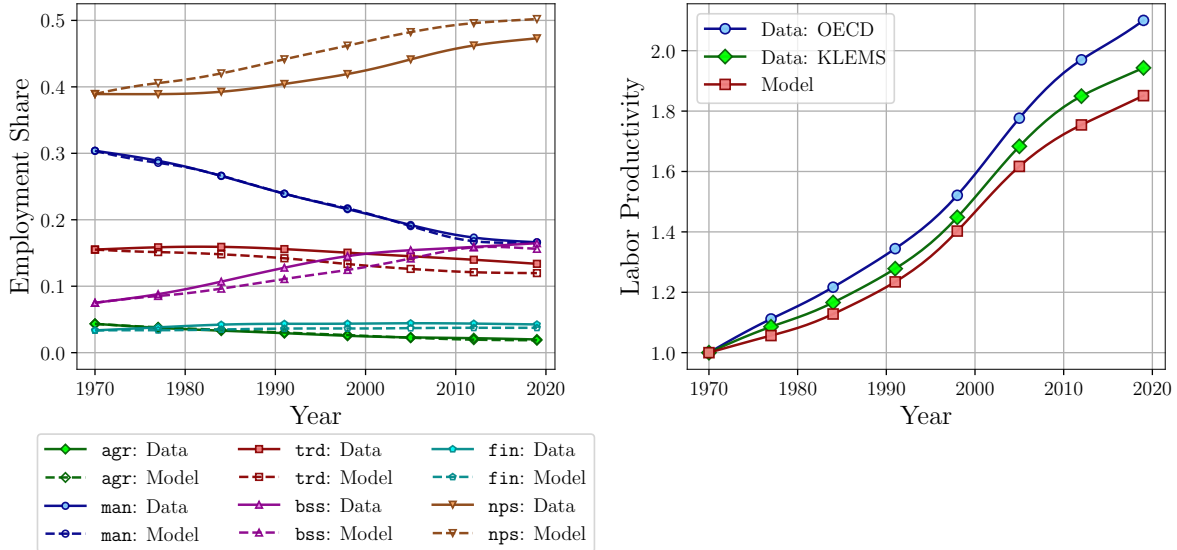 Employment Share
0.5
0.4
0.3
0.2
0.1
0.0
1970 1980 1990 2000 2010 2020
Year
Labor Productivity
2.0
1.8
1.6
1.4
1.2
1.0
1970 1980 1990 2000 2010 2020
Year
Data: OECD
Data: KLEMS
Model
agr: Data
agr: Model
man: Data
man: Model
trd: Data
trd: Model
bss: Data
bss: Model
fin: Data
fin: Model
nps: Data
nps: Model